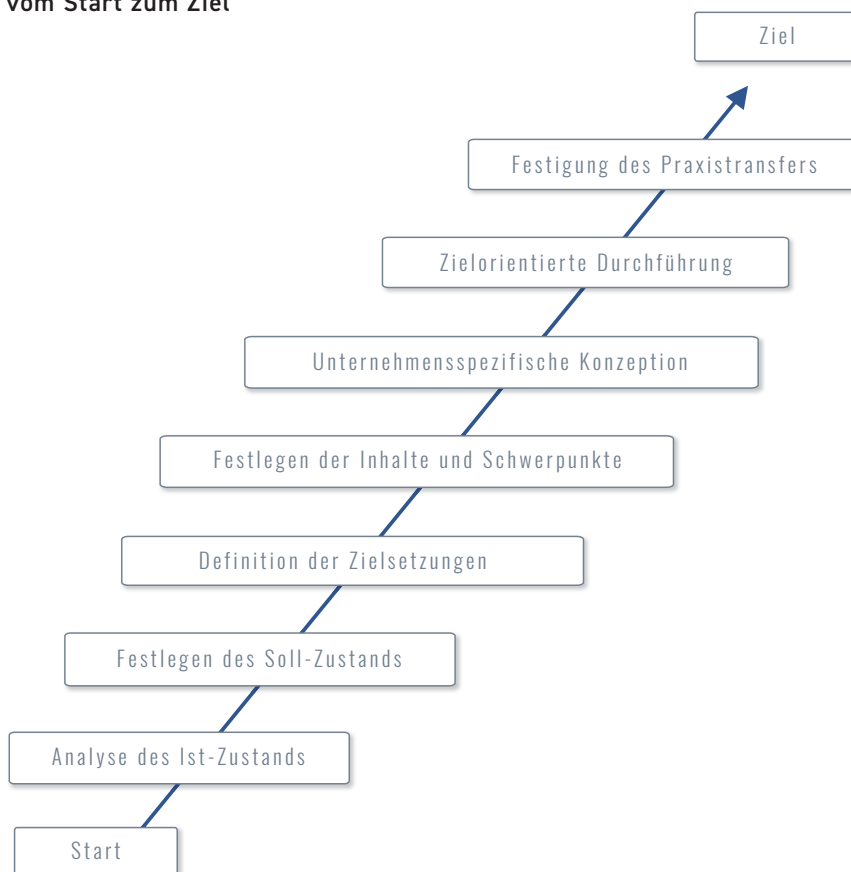 vom Start zum Ziel
Ziel
Festigung des Praxistransfers
Zielorientierte Durchführung
Unternehmensspezifische Konzeption
Festlegen der Inhalte und Schwerpunkte
Definition der Zielsetzungen
Festlegen des Soll-Zustands
Analyse des Ist-Zustands
Start